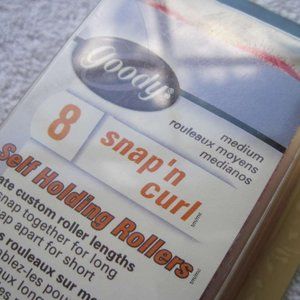 goody
medium
rouleaux moyens
medianos
8
snap'n
curl
Self Holding Rollers
custom roller lengths
snap together for long
apart for short
rouleaux sur